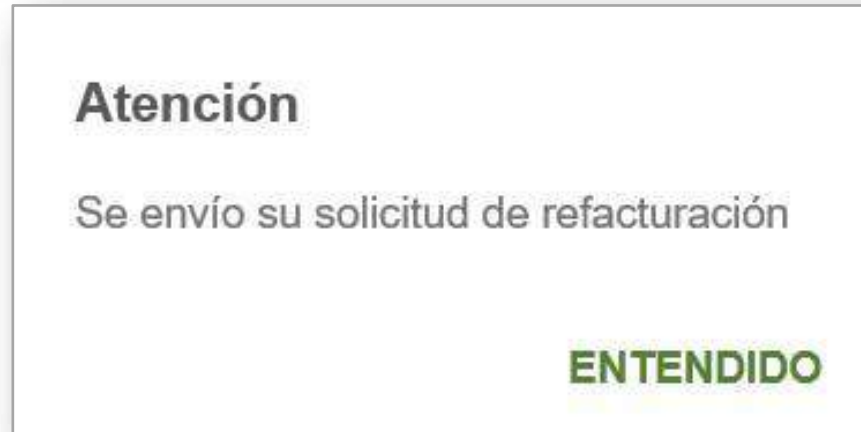 Atención
Se envío su solicitud de refacturación
ENTENDIDO